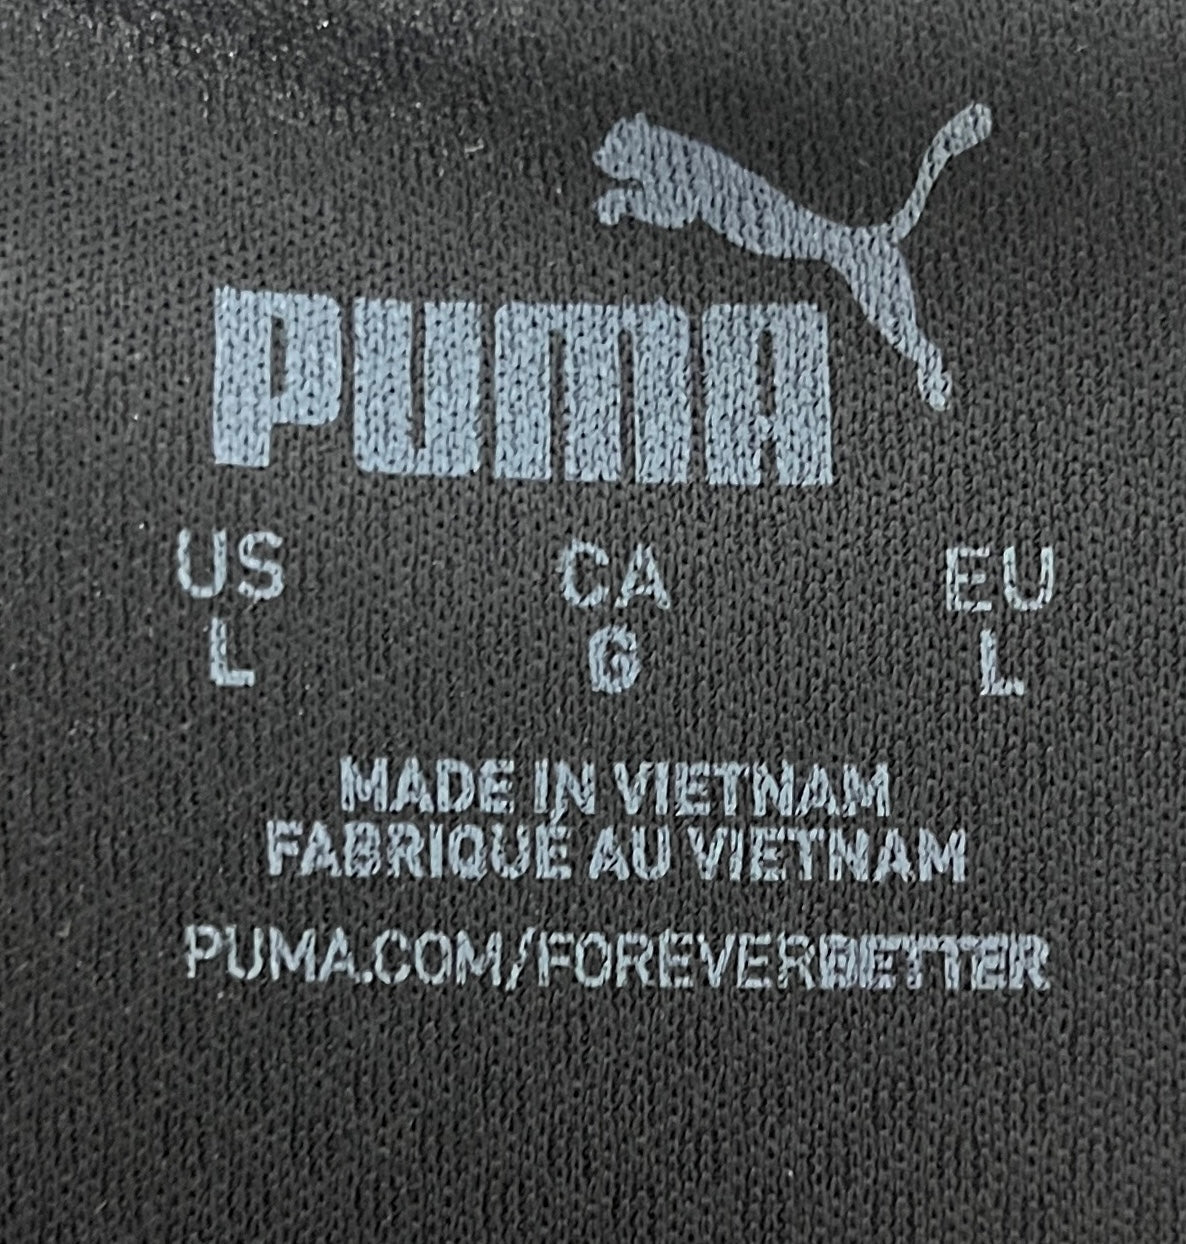 PUMA
US CA EU
L G L
MADE IN VIETNAM
FABRIQUÉ AU VIETNAM
PUMA.COM/FOREVERBETTER